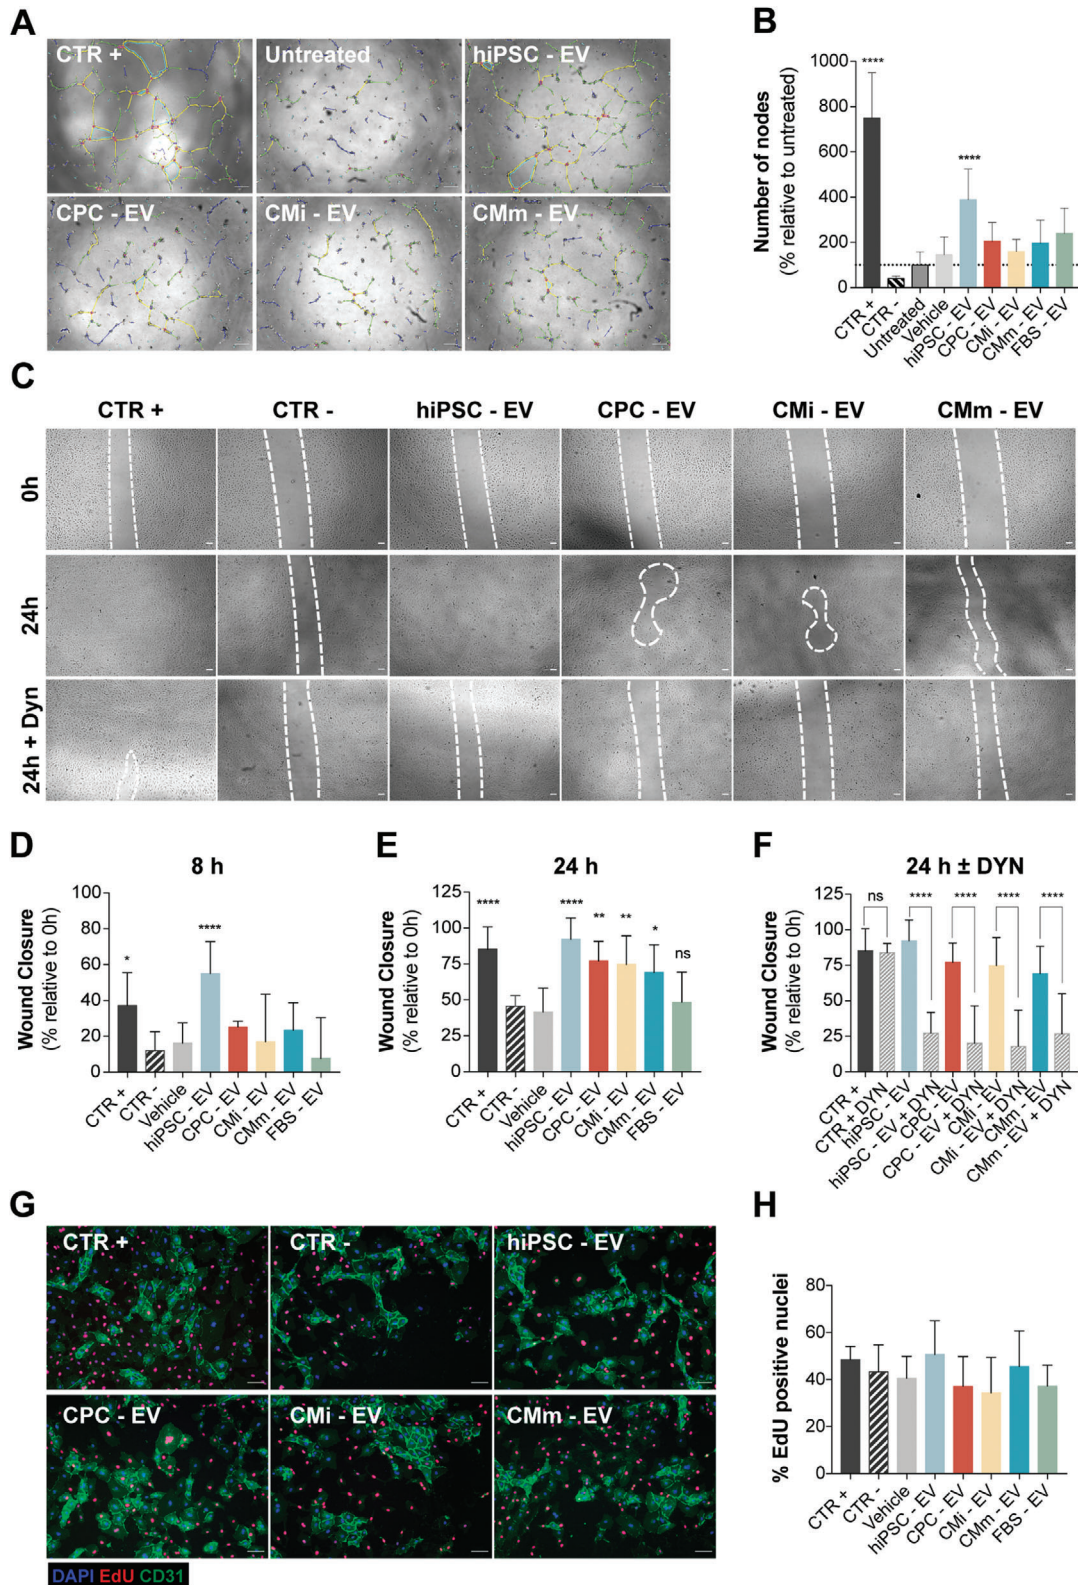 A
CTR +
Untreated
hiPSC - EV
CPC - EV
CMi - EV
CMm - EV
B
Number of nodes
(% relative to untreated)
1000
800
600
400
200
0
****
****
CTR +
CTR -
Untreated
Vehicle
hiPSC - EV
CPC - EV
CMi - EV
CMm - EV
FBS - EV
C
CTR +
CTR -
hiPSC - EV
CPC - EV
CMi - EV
CMm - EV
0h
24h
24h + Dyn
D
8 h
Wound Closure
(% relative to 0h)
100
80
60
40
20
0
*
****
CTR +
CTR -
Vehicle
hiPSC - EV
CPC - EV
CMi - EV
CMm - EV
FBS - EV
E
24 h
Wound Closure
(% relative to 0h)
125
100
75
50
25
0
****
****
**
**
*
ns
CTR +
CTR -
Vehicle
hiPSC - EV
CPC - EV
CMi - EV
CMm - EV
FBS - EV
F
24 h ± DYN
Wound Closure
(% relative to 0h)
125
100
75
50
25
0
ns
****
****
****
****
CTR +
CTR + DYN
hiPSC - EV
hiPSC - EV + DYN
CPC - EV
CPC - EV + DYN
CMi - EV
CMi - EV + DYN
CMm - EV
CMm - EV + DYN
G
CTR +
CTR -
hiPSC - EV
CPC - EV
CMi - EV
CMm - EV
DAPI EdU CD31
H
% EdU positive nuclei
80
60
40
20
0
CTR +
CTR -
Vehicle
hiPSC - EV
CPC - EV
CMi - EV
CMm - EV
FBS - EV